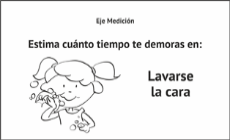 Eje Medición
Estima cuánto tiempo te demoras en:
Lavarse
la cara